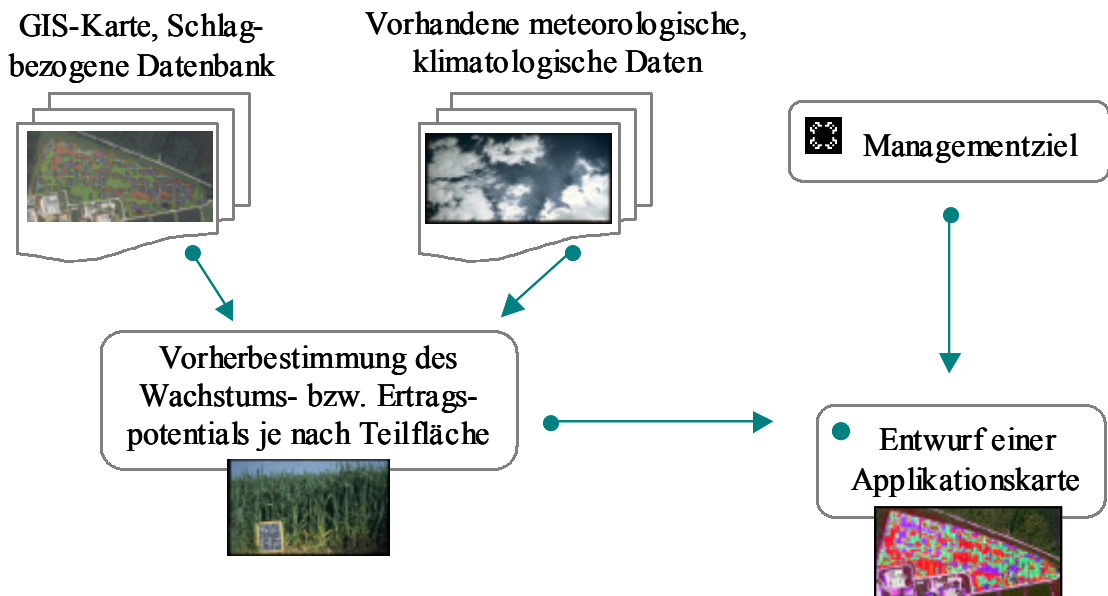 GIS-Karte, Schlag-
bezogene Datenbank
Vorhandene meteorologische,
klimatologische Daten
Managementziel
Vorherbestimmung des
Wachstums- bzw. Ertrags-
potentials je nach Teilfläche
Entwurf einer
Applikationskarte